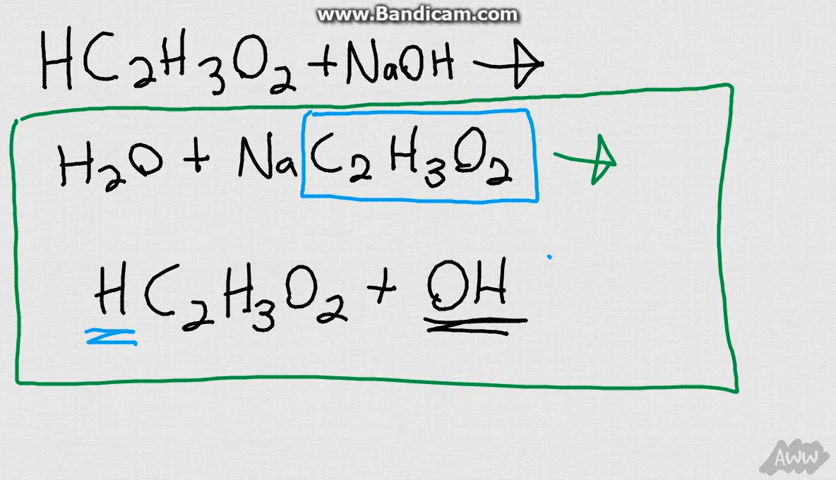 www.Bandicam.com
HC₂H₃O₂ + NaOH →
H₂O + NaC₂H₃O₂ →
HC₂H₃O₂ + OH
AWW